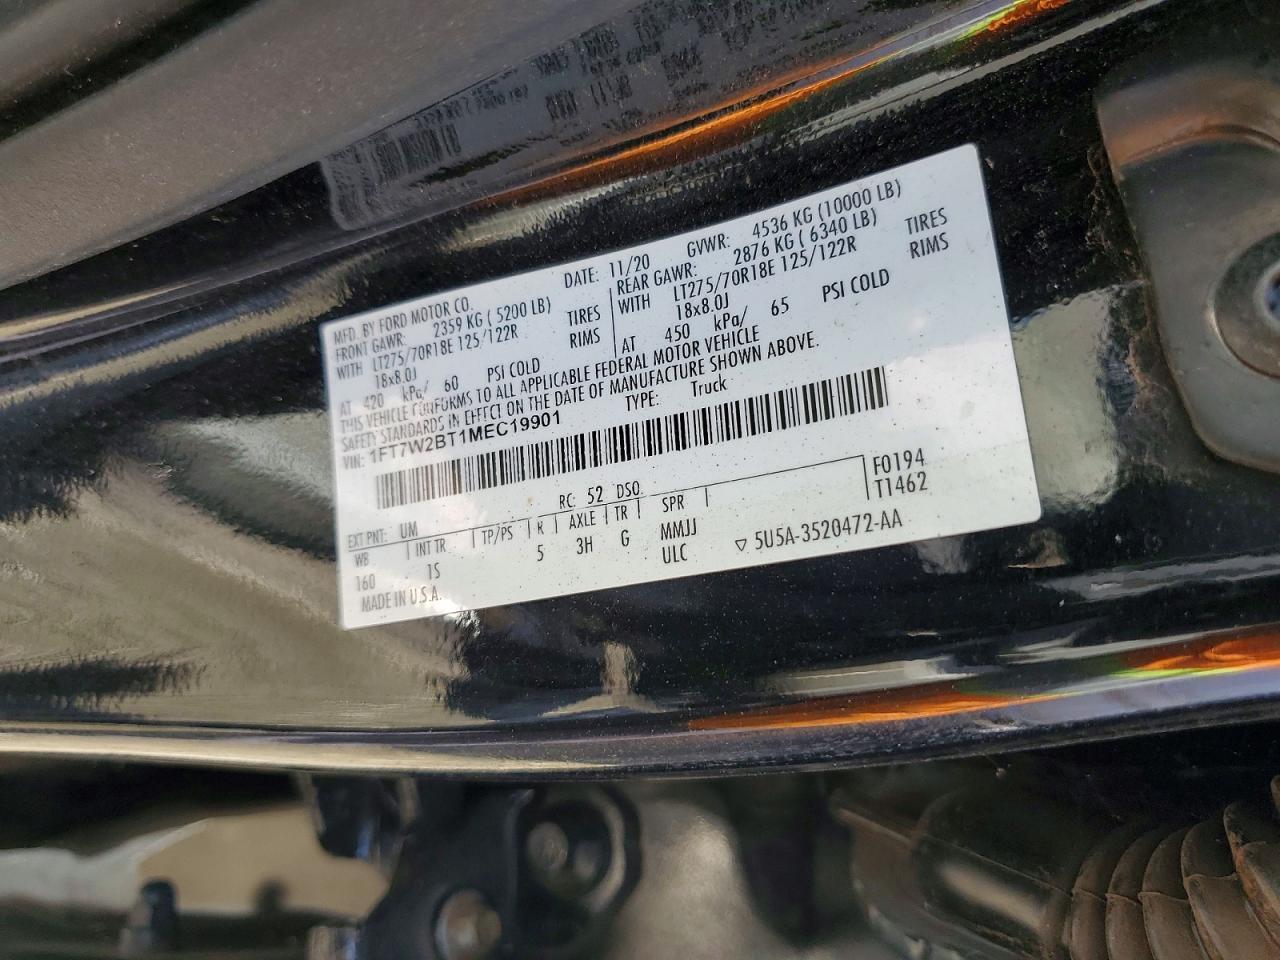 MFD. BY FORD MOTOR CO.
DATE: 11/20 GVWR: 4536 KG (10000 LB)
FRONT GAWR: 2359 KG ( 5200 LB) REAR GAWR: 2876 KG ( 6340 LB)
WITH LT275/70R18E 125/122R TIRES WITH LT275/70R18E 125/122R TIRES
18x8.0J RIMS 18x8.0J RIMS
AT 420 kPa/ 60 PSI COLD AT 450 kPa/ 65 PSI COLD
THIS VEHICLE CONFORMS TO ALL APPLICABLE FEDERAL MOTOR VEHICLE
SAFETY STANDARDS IN EFFECT ON THE DATE OF MANUFACTURE SHOWN ABOVE.
VIN: 1FT7W2BT1MEC19901 TYPE: Truck
EXT PNT: UM RC: 52 DSO: F0194
WB INT TR TP/PS R AXLE TR SPR T1462
160 1S 5 3H G MMJJ
ULC
MADE IN U.S.A. ▽ 5U5A-3520472-AA